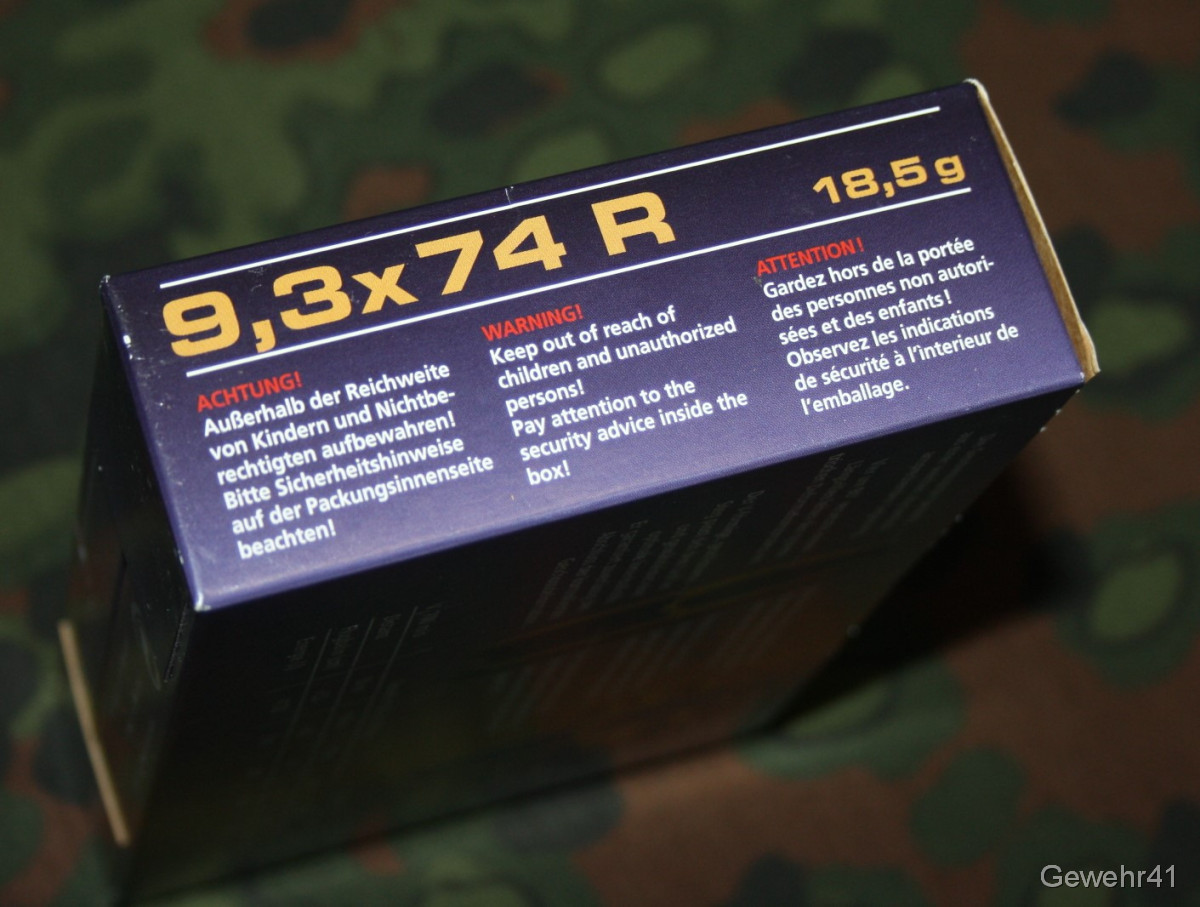 9,3x74 R
18,5 g
ACHTUNG!
Außerhalb der Reichweite
von Kindern und Nichtbe-
rechtigten aufbewahren!
Bitte Sicherheitshinweise
auf der Packungsinnenseite
beachten!
WARNING!
Keep out of reach of
children and unauthorized
persons!
Pay attention to the
security advice inside the
box!
ATTENTION!
Gardez hors de la portée
des personnes non autori-
sées et des enfants!
Observez les indications
de sécurité à l'interieur de
l'emballage.
Gewehr41